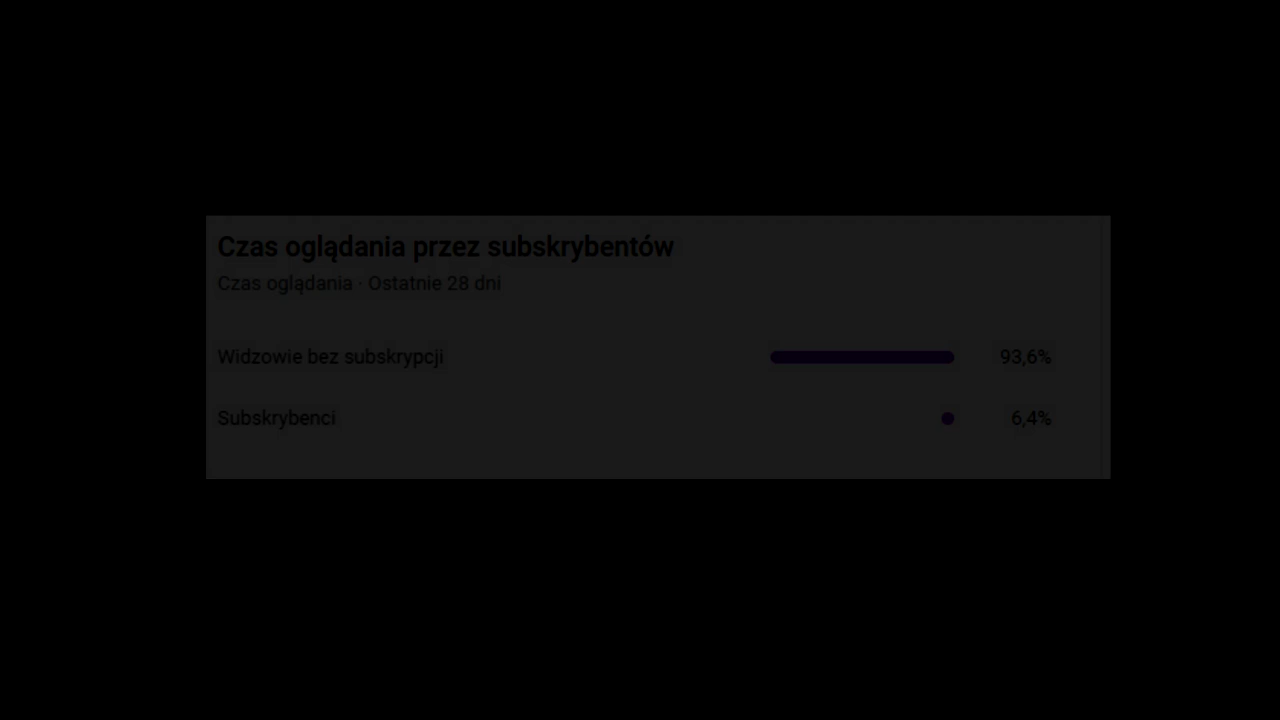 Czas oglądania przez subskrybentów
Czas oglądania · Ostatnie 28 dni
Widzowie bez subskrypcji 93,6%
Subskrybenci 6,4%